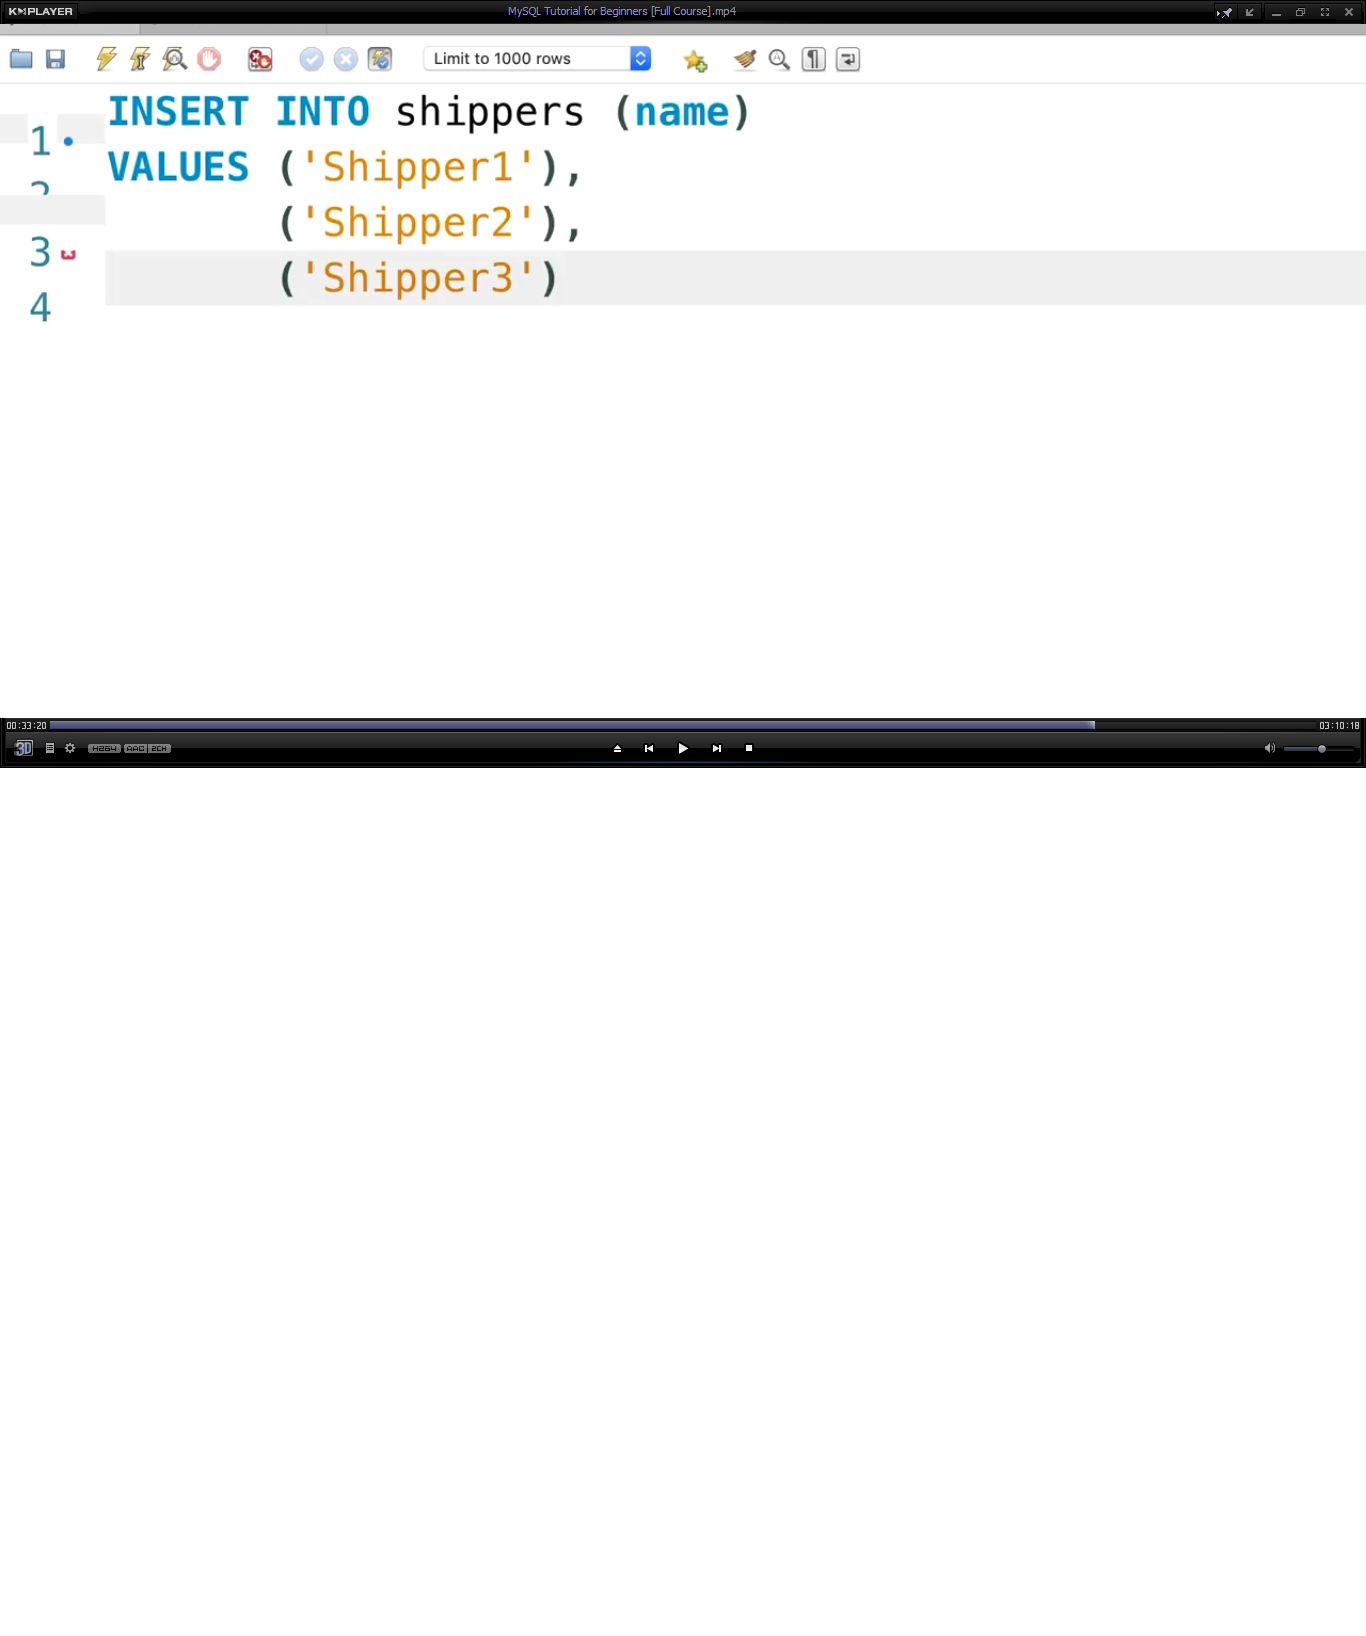 KMPLAYER
MySQL Tutorial for Beginners [Full Course].mp4
Limit to 1000 rows
1 INSERT INTO shippers (name)
2 VALUES ('Shipper1'),
3 ('Shipper2'),
4 ('Shipper3')
00:33:20
03:10:18
3D
H264 AAC 2CH